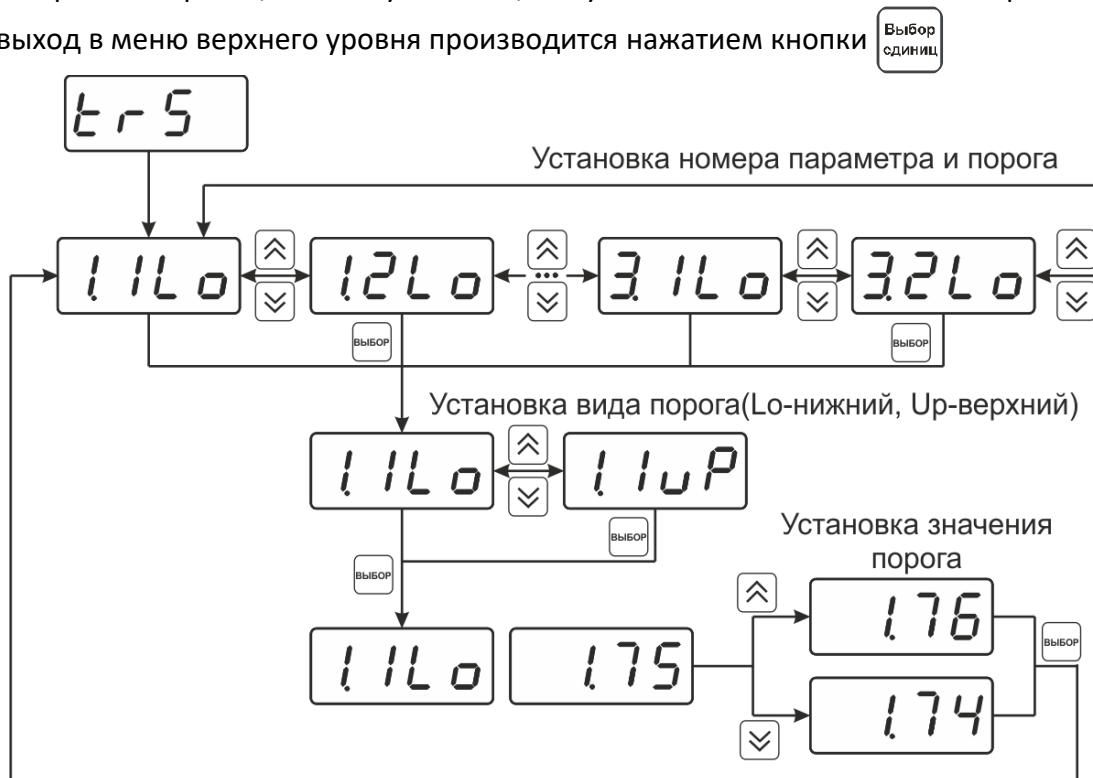 выход в меню верхнего уровня производится нажатием кнопки Выбор единиц
trS
Установка номера параметра и порога
1.1Lo 1.2Lo ... 3.1Lo 3.2Lo
ВЫБОР ВЫБОР
Установка вида порога(Lo-нижний, Up-верхний)
1.1Lo 1.1uP
ВЫБОР
ВЫБОР
Установка значения
порога
1.76
1.1Lo 1.75
ВЫБОР
1.74